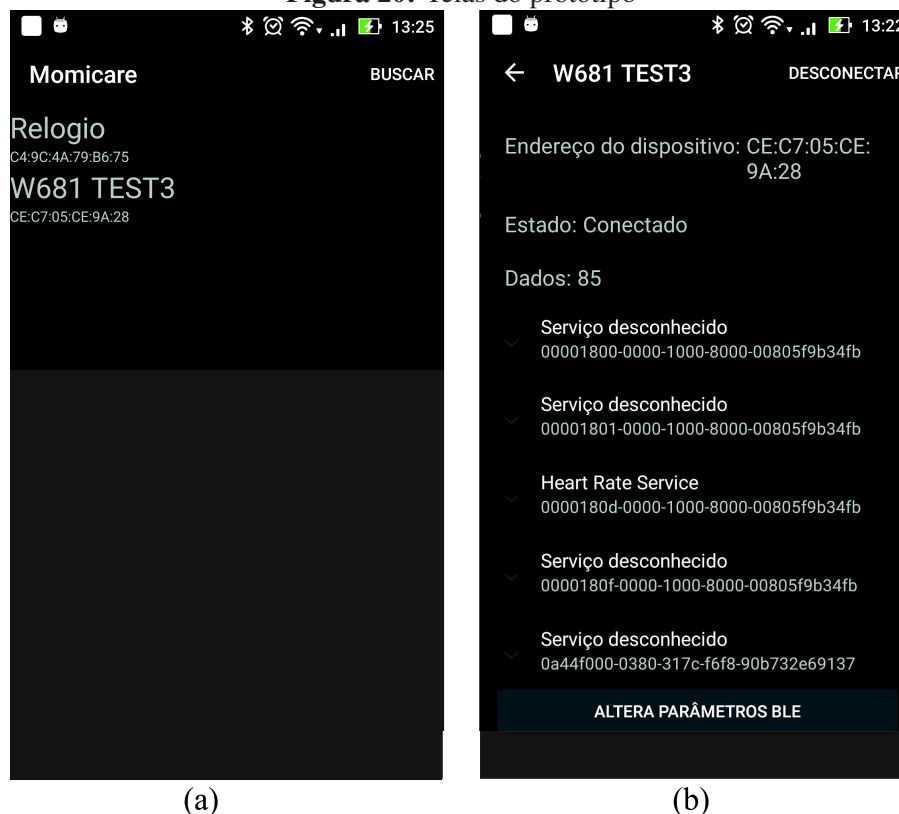 Figura 20: Telas do protótipo
13:25
Momicare
BUSCAR
Relogio
C4:9C:4A:79:B6:75
W681 TEST3
CE:C7:05:CE:9A:28
(a)
13:22
W681 TEST3
DESCONECTAR
Endereço do dispositivo: CE:C7:05:CE:
9A:28
Estado: Conectado
Dados: 85
Serviço desconhecido
00001800-0000-1000-8000-00805f9b34fb
Serviço desconhecido
00001801-0000-1000-8000-00805f9b34fb
Heart Rate Service
0000180d-0000-1000-8000-00805f9b34fb
Serviço desconhecido
0000180f-0000-1000-8000-00805f9b34fb
Serviço desconhecido
0a44f000-0380-317c-f6f8-90b732e69137
ALTERA PARÂMETROS BLE
(b)